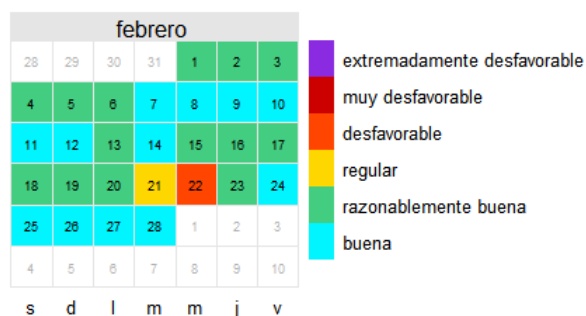 febrero
28 29 30 31 1 2 3
4 5 6 7 8 9 10
11 12 13 14 15 16 17
18 19 20 21 22 23 24
25 26 27 28 1 2 3
4 5 6 7 8 9 10
s d l m m j v
extremadamente desfavorable
muy desfavorable
desfavorable
regular
razonablemente buena
buena